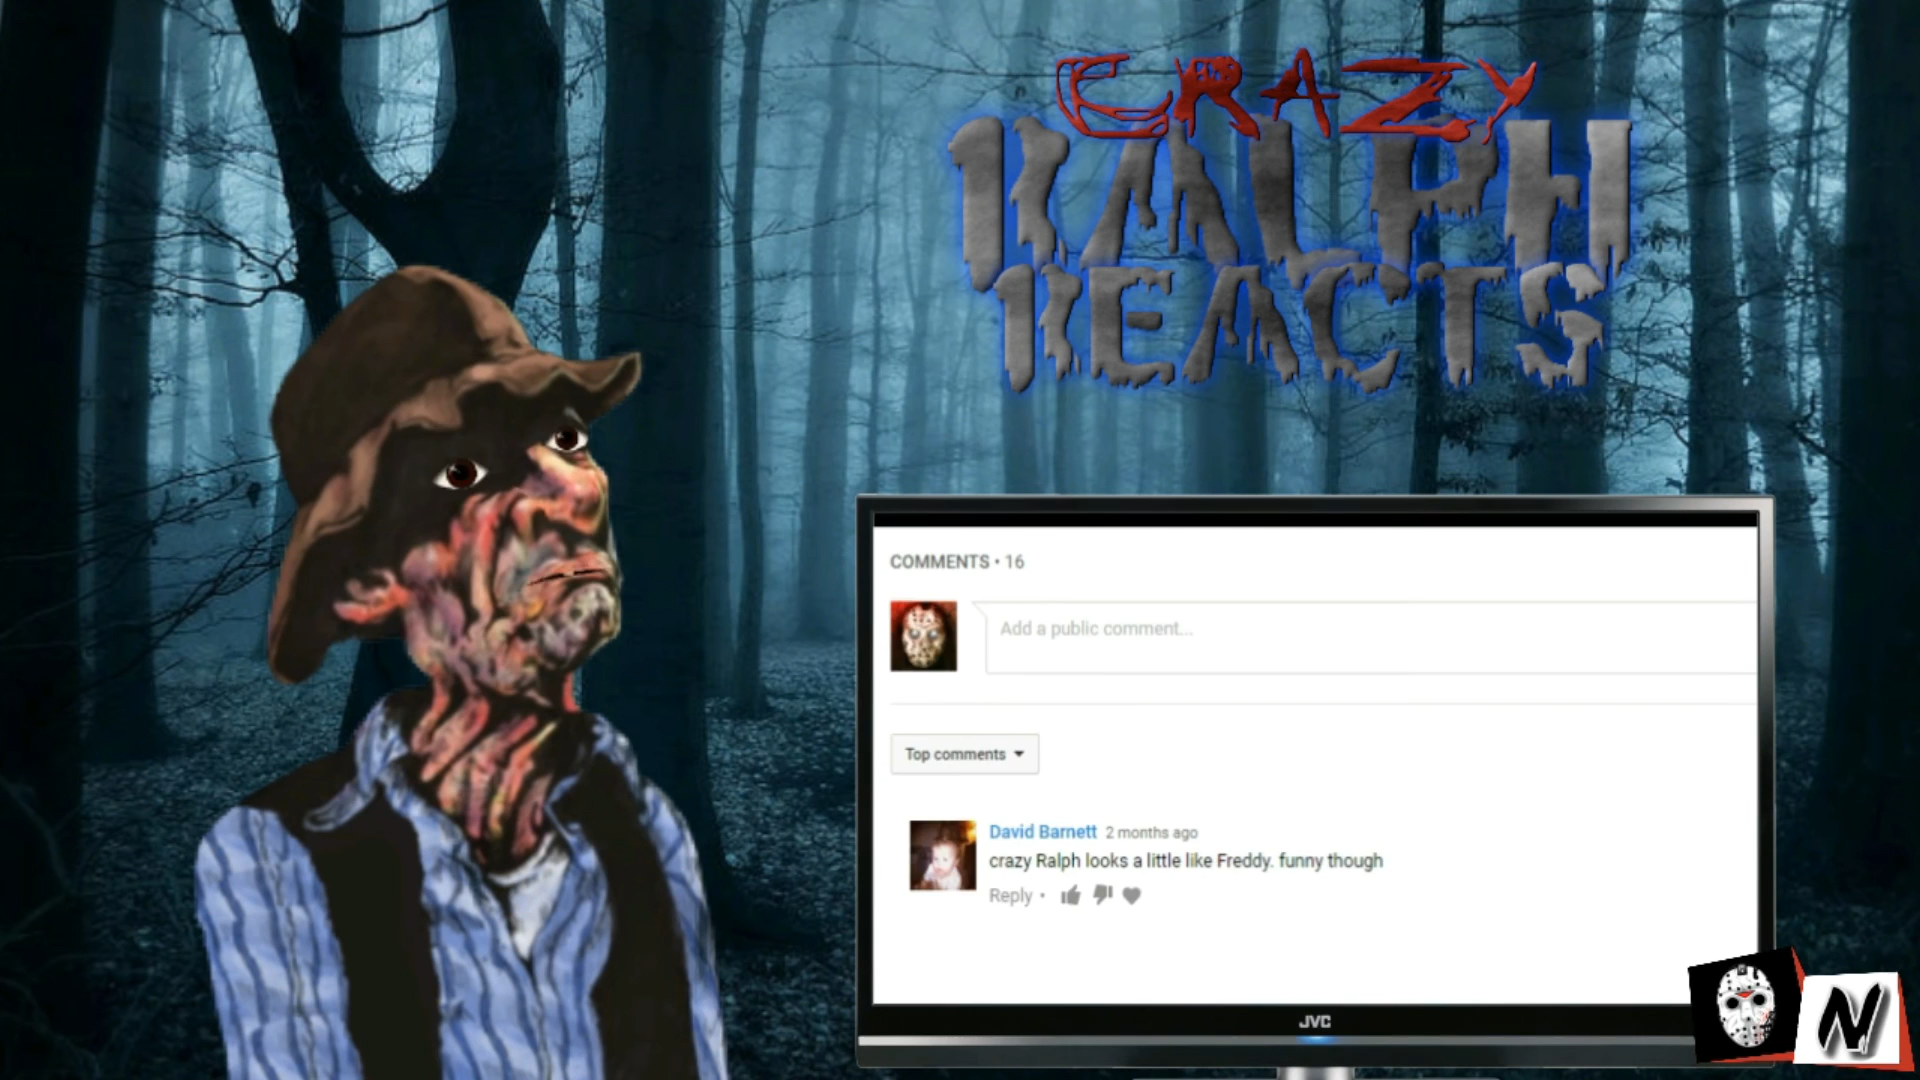 CRAZY
RALPH
REACTS
COMMENTS • 16
Add a public comment...
Top comments
David Barnett 2 months ago
crazy Ralph looks a little like Freddy. funny though
Reply •
JVC
N